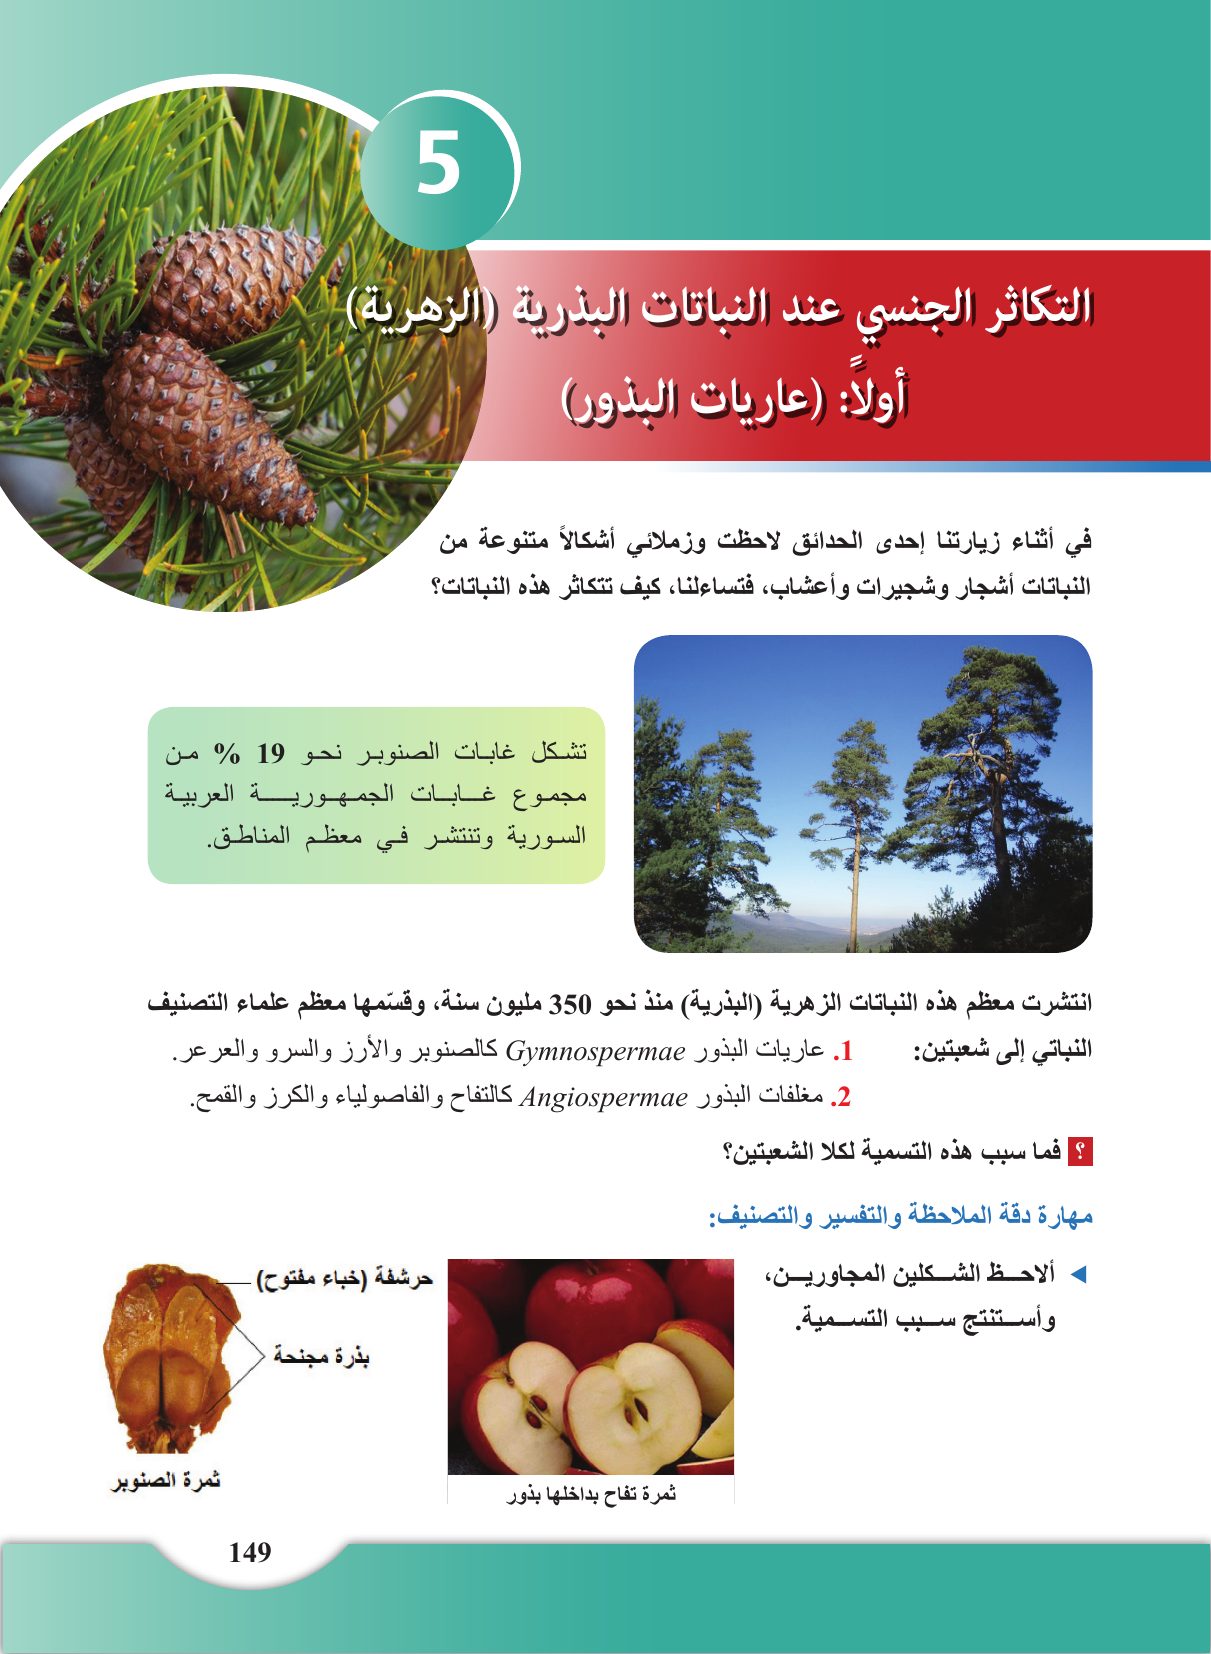 5
التكاثر الجنسي عند النباتات البذرية (الزهرية)
أولاً: (عاريات البذور)
في أثناء زيارتنا إحدى الحدائق لاحظت وزملائي أشكالاً متنوعة من
النباتات أشجار وشجيرات وأعشاب، فتساءلنا، كيف تتكاثر هذه النباتات؟
تشكل غابات الصنوبر نحو 19 % من
مجموع غابات الجمهورية العربية
السورية وتنتشر في معظم المناطق.
انتشرت معظم هذه النباتات الزهرية (البذرية) منذ نحو 350 مليون سنة، وقسّمها معظم علماء التصنيف
النباتي إلى شعبتين: 1. عاريات البذور Gymnospermae كالصنوبر والأرز والسرو والعرعر.
2. مغلفات البذور Angiospermae كالتفاح والفاصولياء والكرز والقمح.
؟ فما سبب هذه التسمية لكلا الشعبتين؟
مهارة دقة الملاحظة والتفسير والتصنيف:
ألاحظ الشكلين المجاورين،
وأستنتج سبب التسمية.
ثمرة تفاح بداخلها بذور
حرشفة (خباء مفتوح)
بذرة مجنحة
ثمرة الصنوبر
149